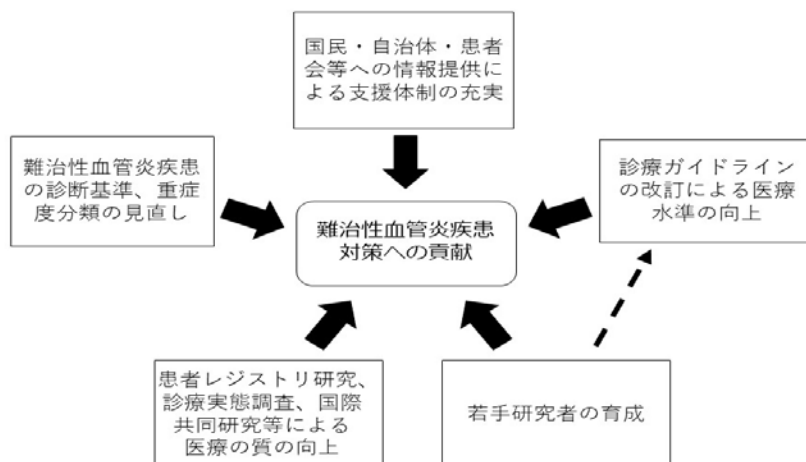 国民・自治体・患者
会等への情報提供に
よる支援体制の充実
難治性血管炎疾患
の診断基準、重症
度分類の見直し
診療ガイドライン
の改訂による医療
水準の向上
難治性血管炎疾患
対策への貢献
患者レジストリ研究、
診療実態調査、国際
共同研究等による
医療の質の向上
若手研究者の育成